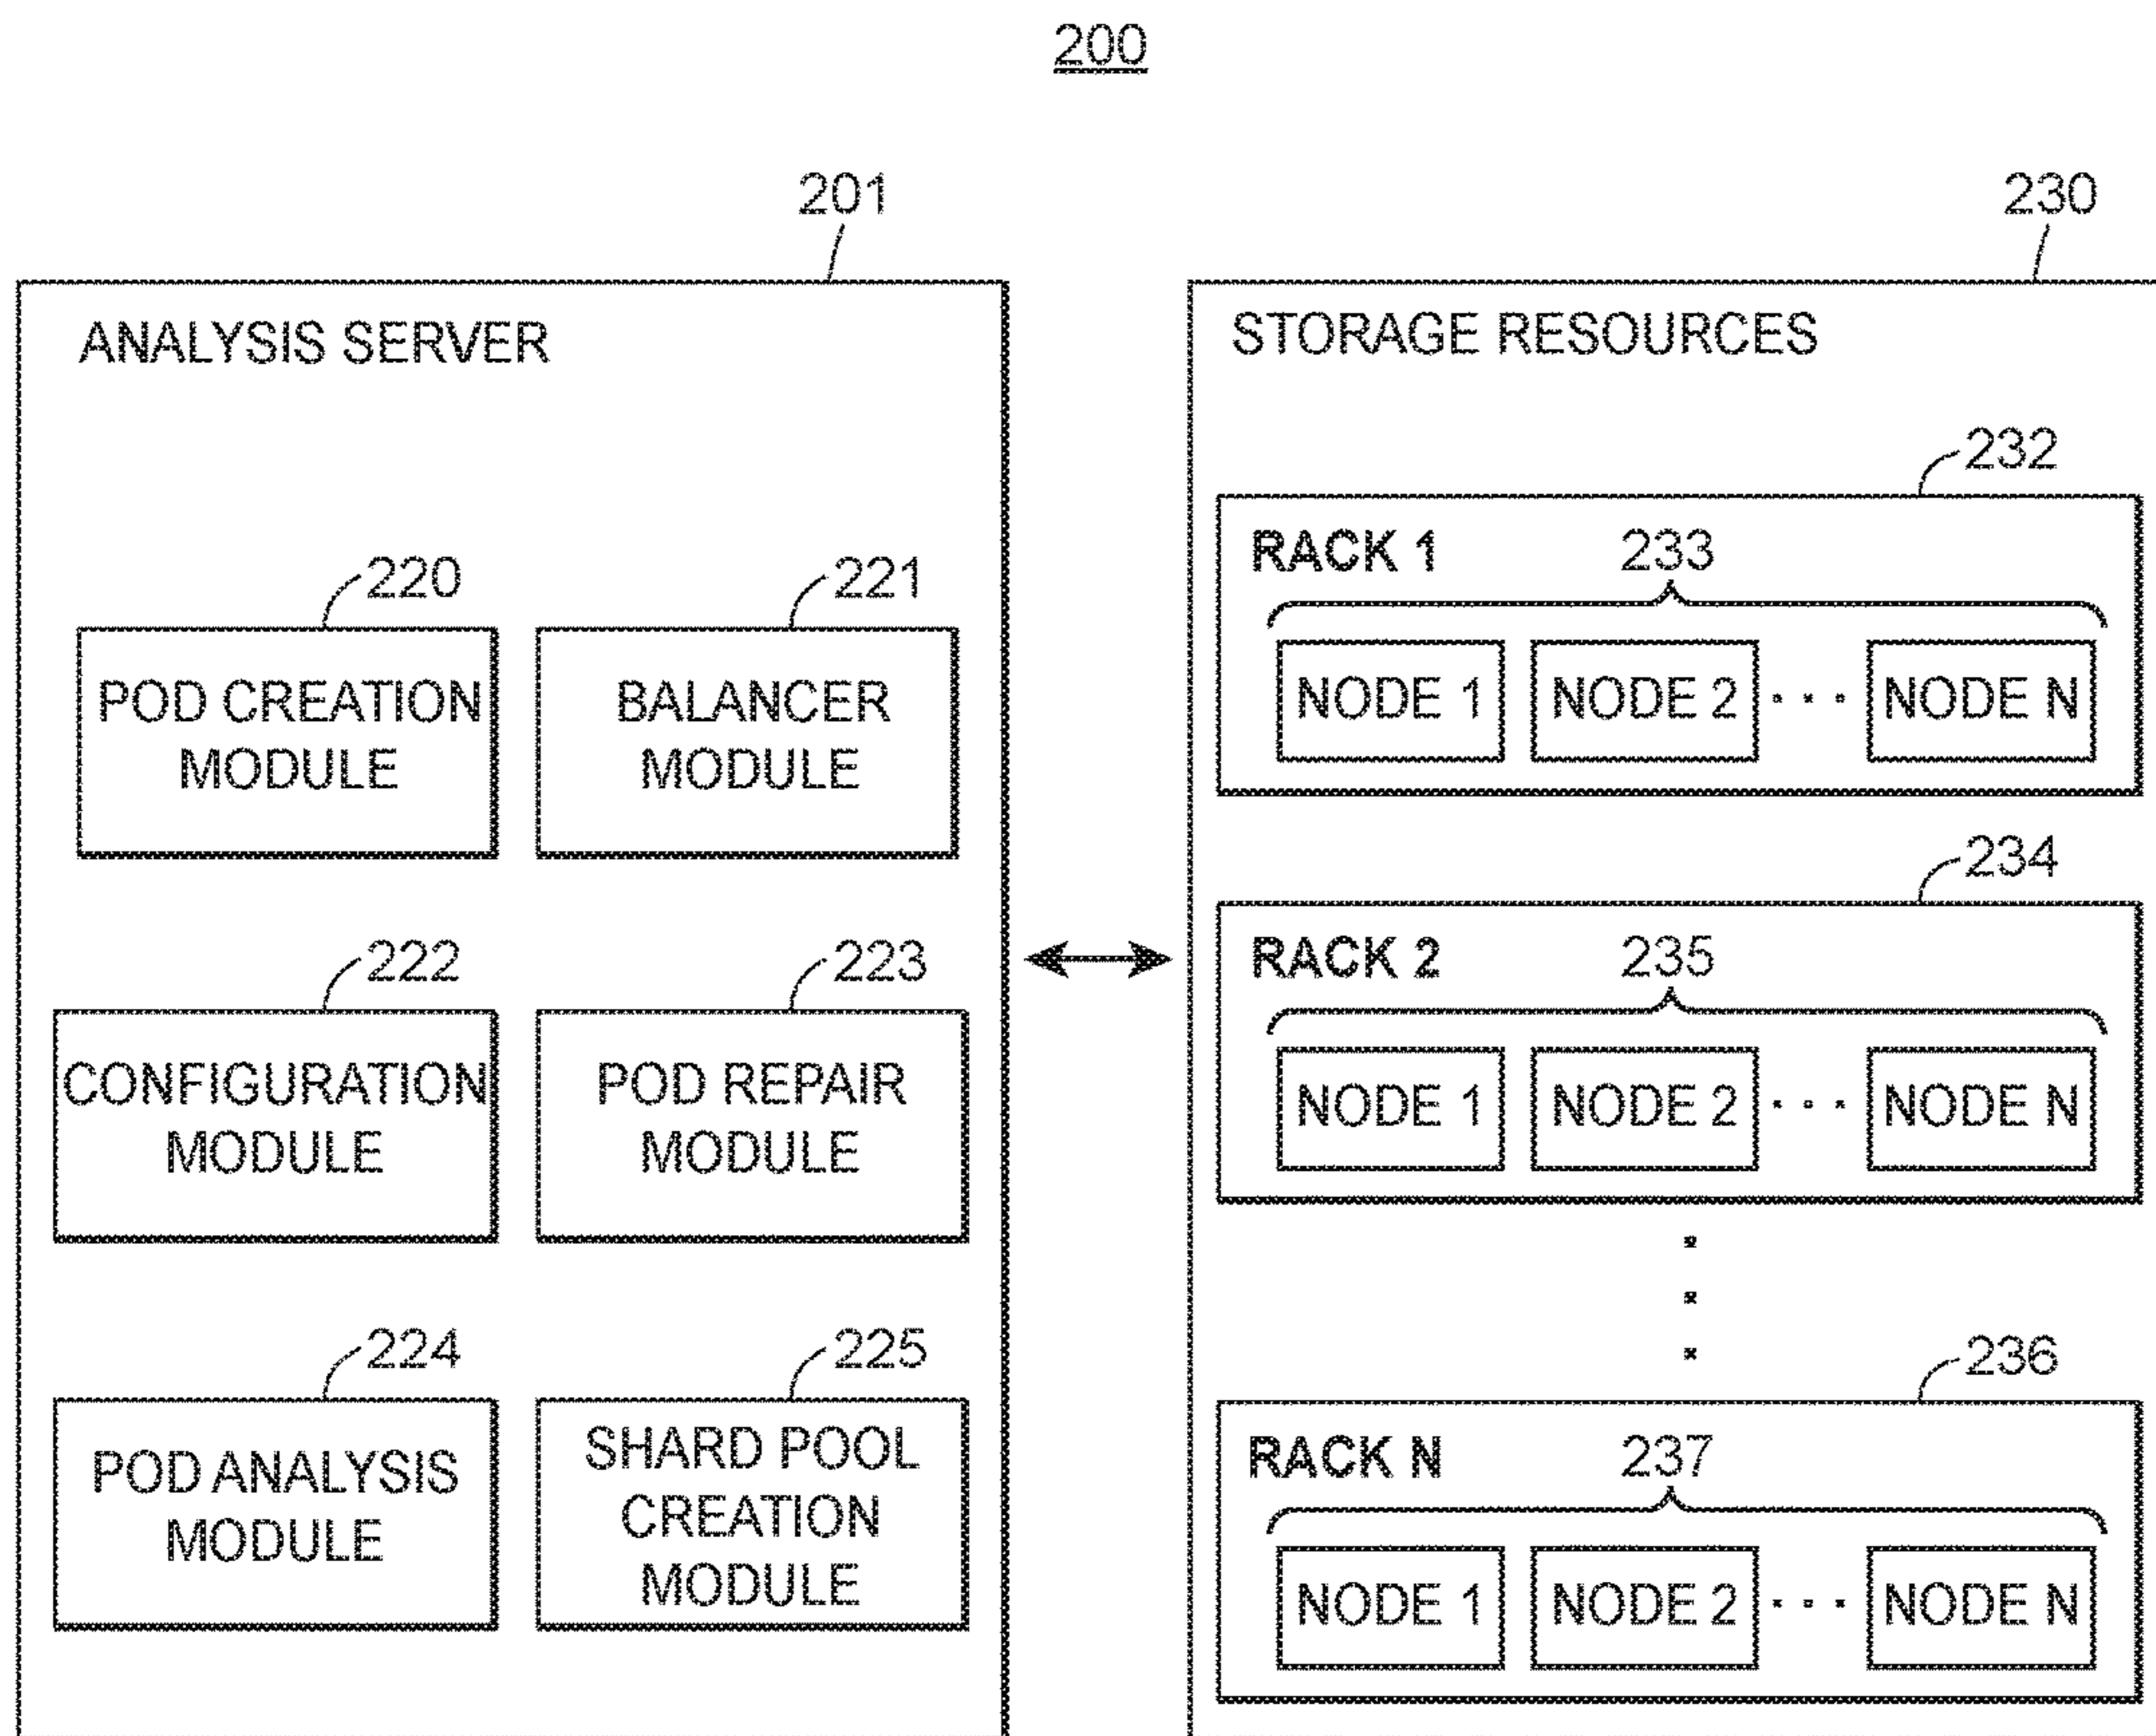 200
201
ANALYSIS SERVER
220
POD CREATION
MODULE
221
BALANCER
MODULE
222
CONFIGURATION
MODULE
223
POD REPAIR
MODULE
224
POD ANALYSIS
MODULE
225
SHARD POOL
CREATION
MODULE
230
STORAGE RESOURCES
232
RACK 1
233
NODE 1
NODE 2
...
NODE N
234
RACK 2
235
NODE 1
NODE 2
...
NODE N
236
RACK N
237
NODE 1
NODE 2
...
NODE N